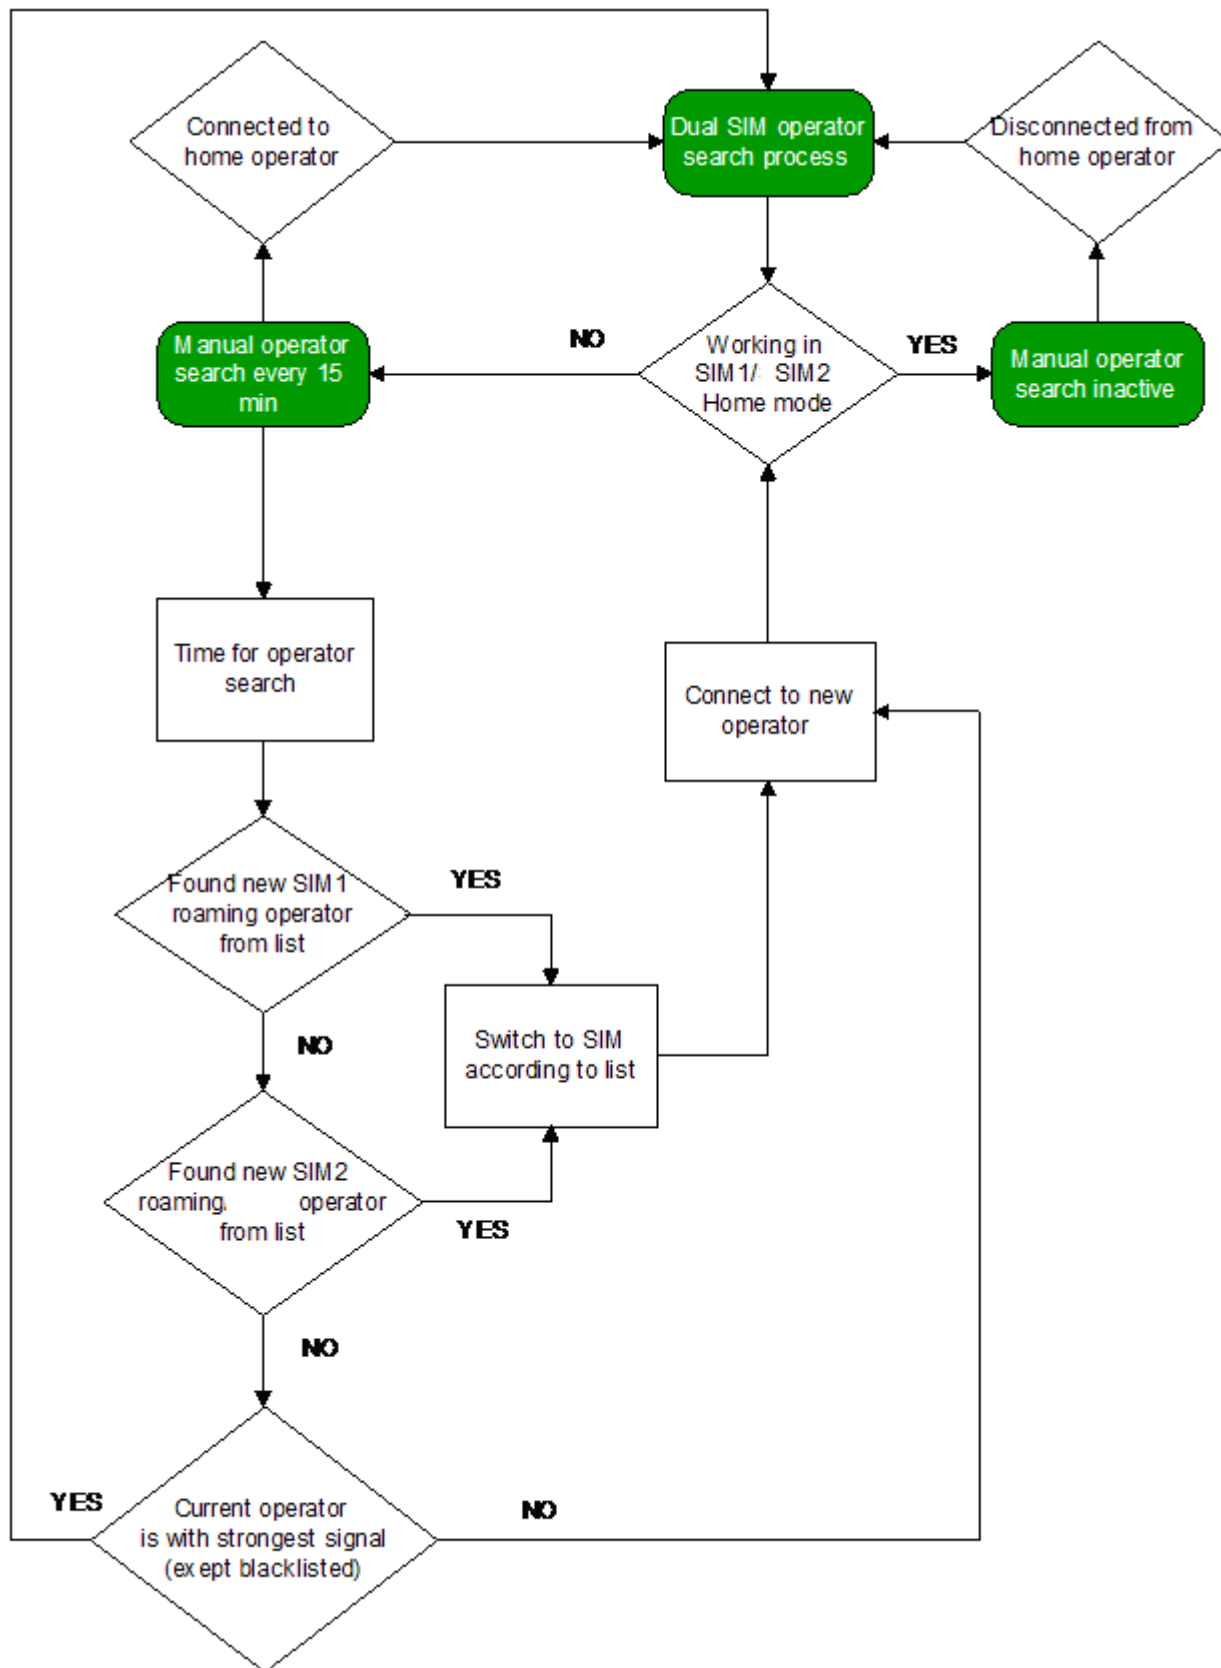 Connected to
home operator
Dual SIM operator
search process
Disconnected from
home operator
Manual operator
search every 15
min
NO
Working in
SIM1/ SIM2
Home mode
YES
Manual operator
search inactive
Time for operator
search
Connect to new
operator
Found new SIM1
roaming operator
from list
YES
NO
Switch to SIM
according to list
Found new SIM2
roaming operator
from list
YES
NO
YES
Current operator
is with strongest signal
(exept blacklisted)
NO